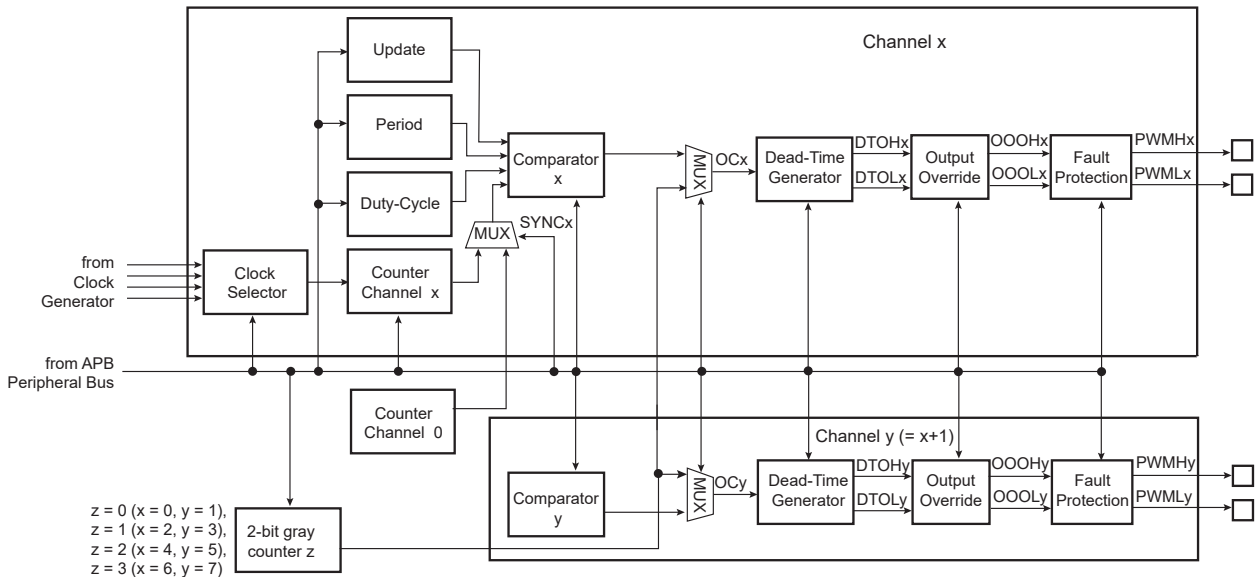 Channel x
Update
Period
Duty-Cycle
Comparator
x
MUX
SYNCx
from
Clock
Generator
Clock
Selector
Counter
Channel x
MUX
OCx
Dead-Time
Generator
DTOHx
DTOLx
Output
Override
OOOHx
OOOLx
Fault
Protection
PWMHx
PWMLx
from APB
Peripheral Bus
Counter
Channel 0
Channel y (= x+1)
Comparator
y
MUX
OCy
Dead-Time
Generator
DTOHy
DTOLy
Output
Override
OOOHy
OOOLy
Fault
Protection
PWMHy
PWMLy
z = 0 (x = 0, y = 1),
z = 1 (x = 2, y = 3),
z = 2 (x = 4, y = 5),
z = 3 (x = 6, y = 7)
2-bit gray
counter z